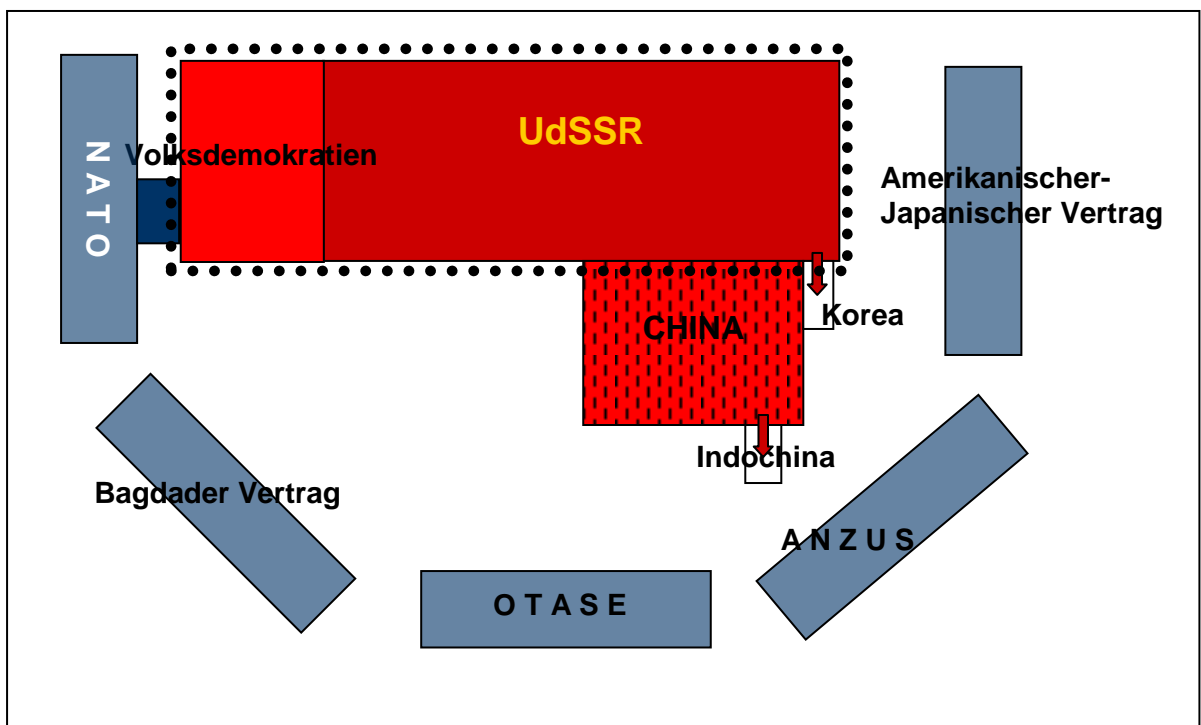 UdSSR
Volksdemokratien
N A T O
Amerikanischer-
Japanischer Vertrag
Korea
CHINA
Indochina
Bagdader Vertrag
A N Z U S
O T A S E